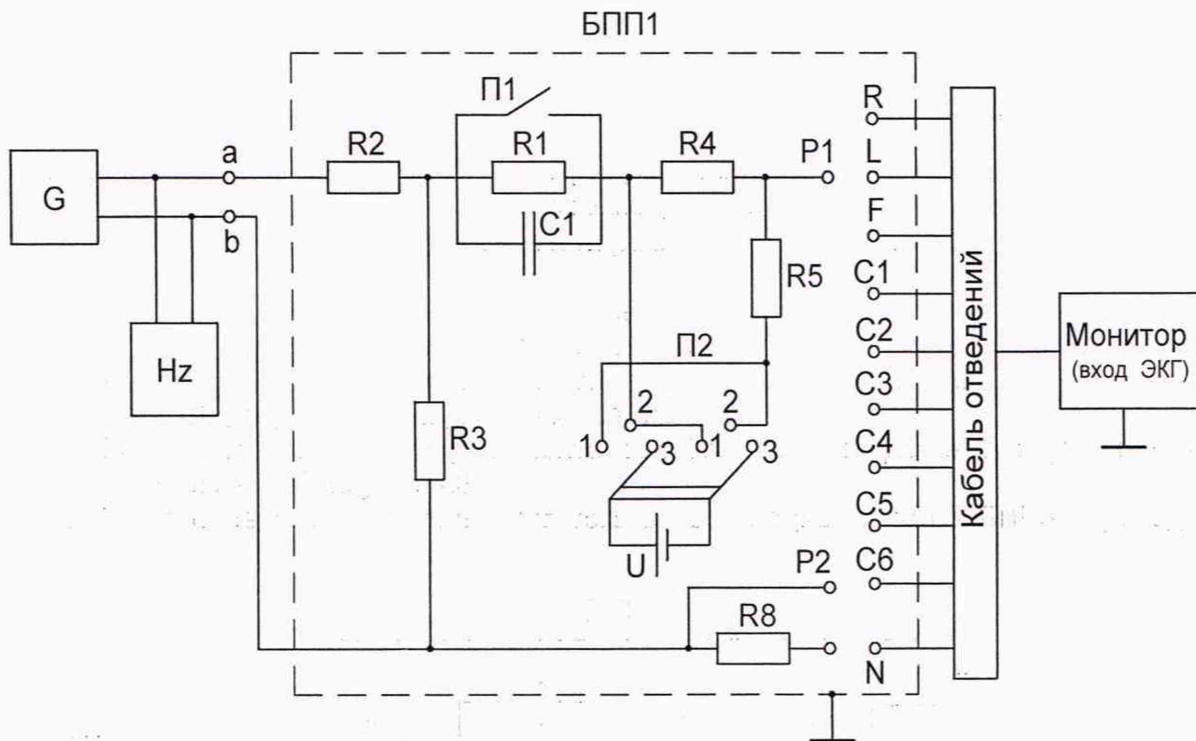 БПП1
П1
R
a
R2
R1
R4
P1
L
G
F
b
C1
R5
C1
C2
П2
Hz
Монитор
(вход ЭКГ)
C3
2
2
R3
1
3
1
3
C4
Кабель отведений
C5
U
P2
C6
R8
N